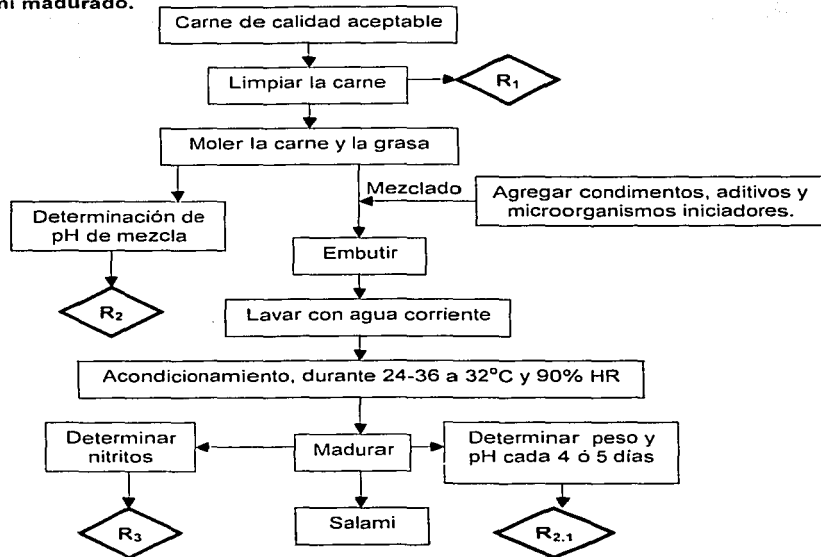 ni madurado.
Carne de calidad aceptable
Limpiar la carne
R1
Moler la carne y la grasa
Mezclado
Agregar condimentos, aditivos y
microorganismos iniciadores.
Determinación de
pH de mezcla
Embutir
R2
Lavar con agua corriente
Acondicionamiento, durante 24-36 a 32ºC y 90% HR
Determinar
nitritos
Madurar
Determinar peso y
pH cada 4 ó 5 días
R3
Salami
R2.1